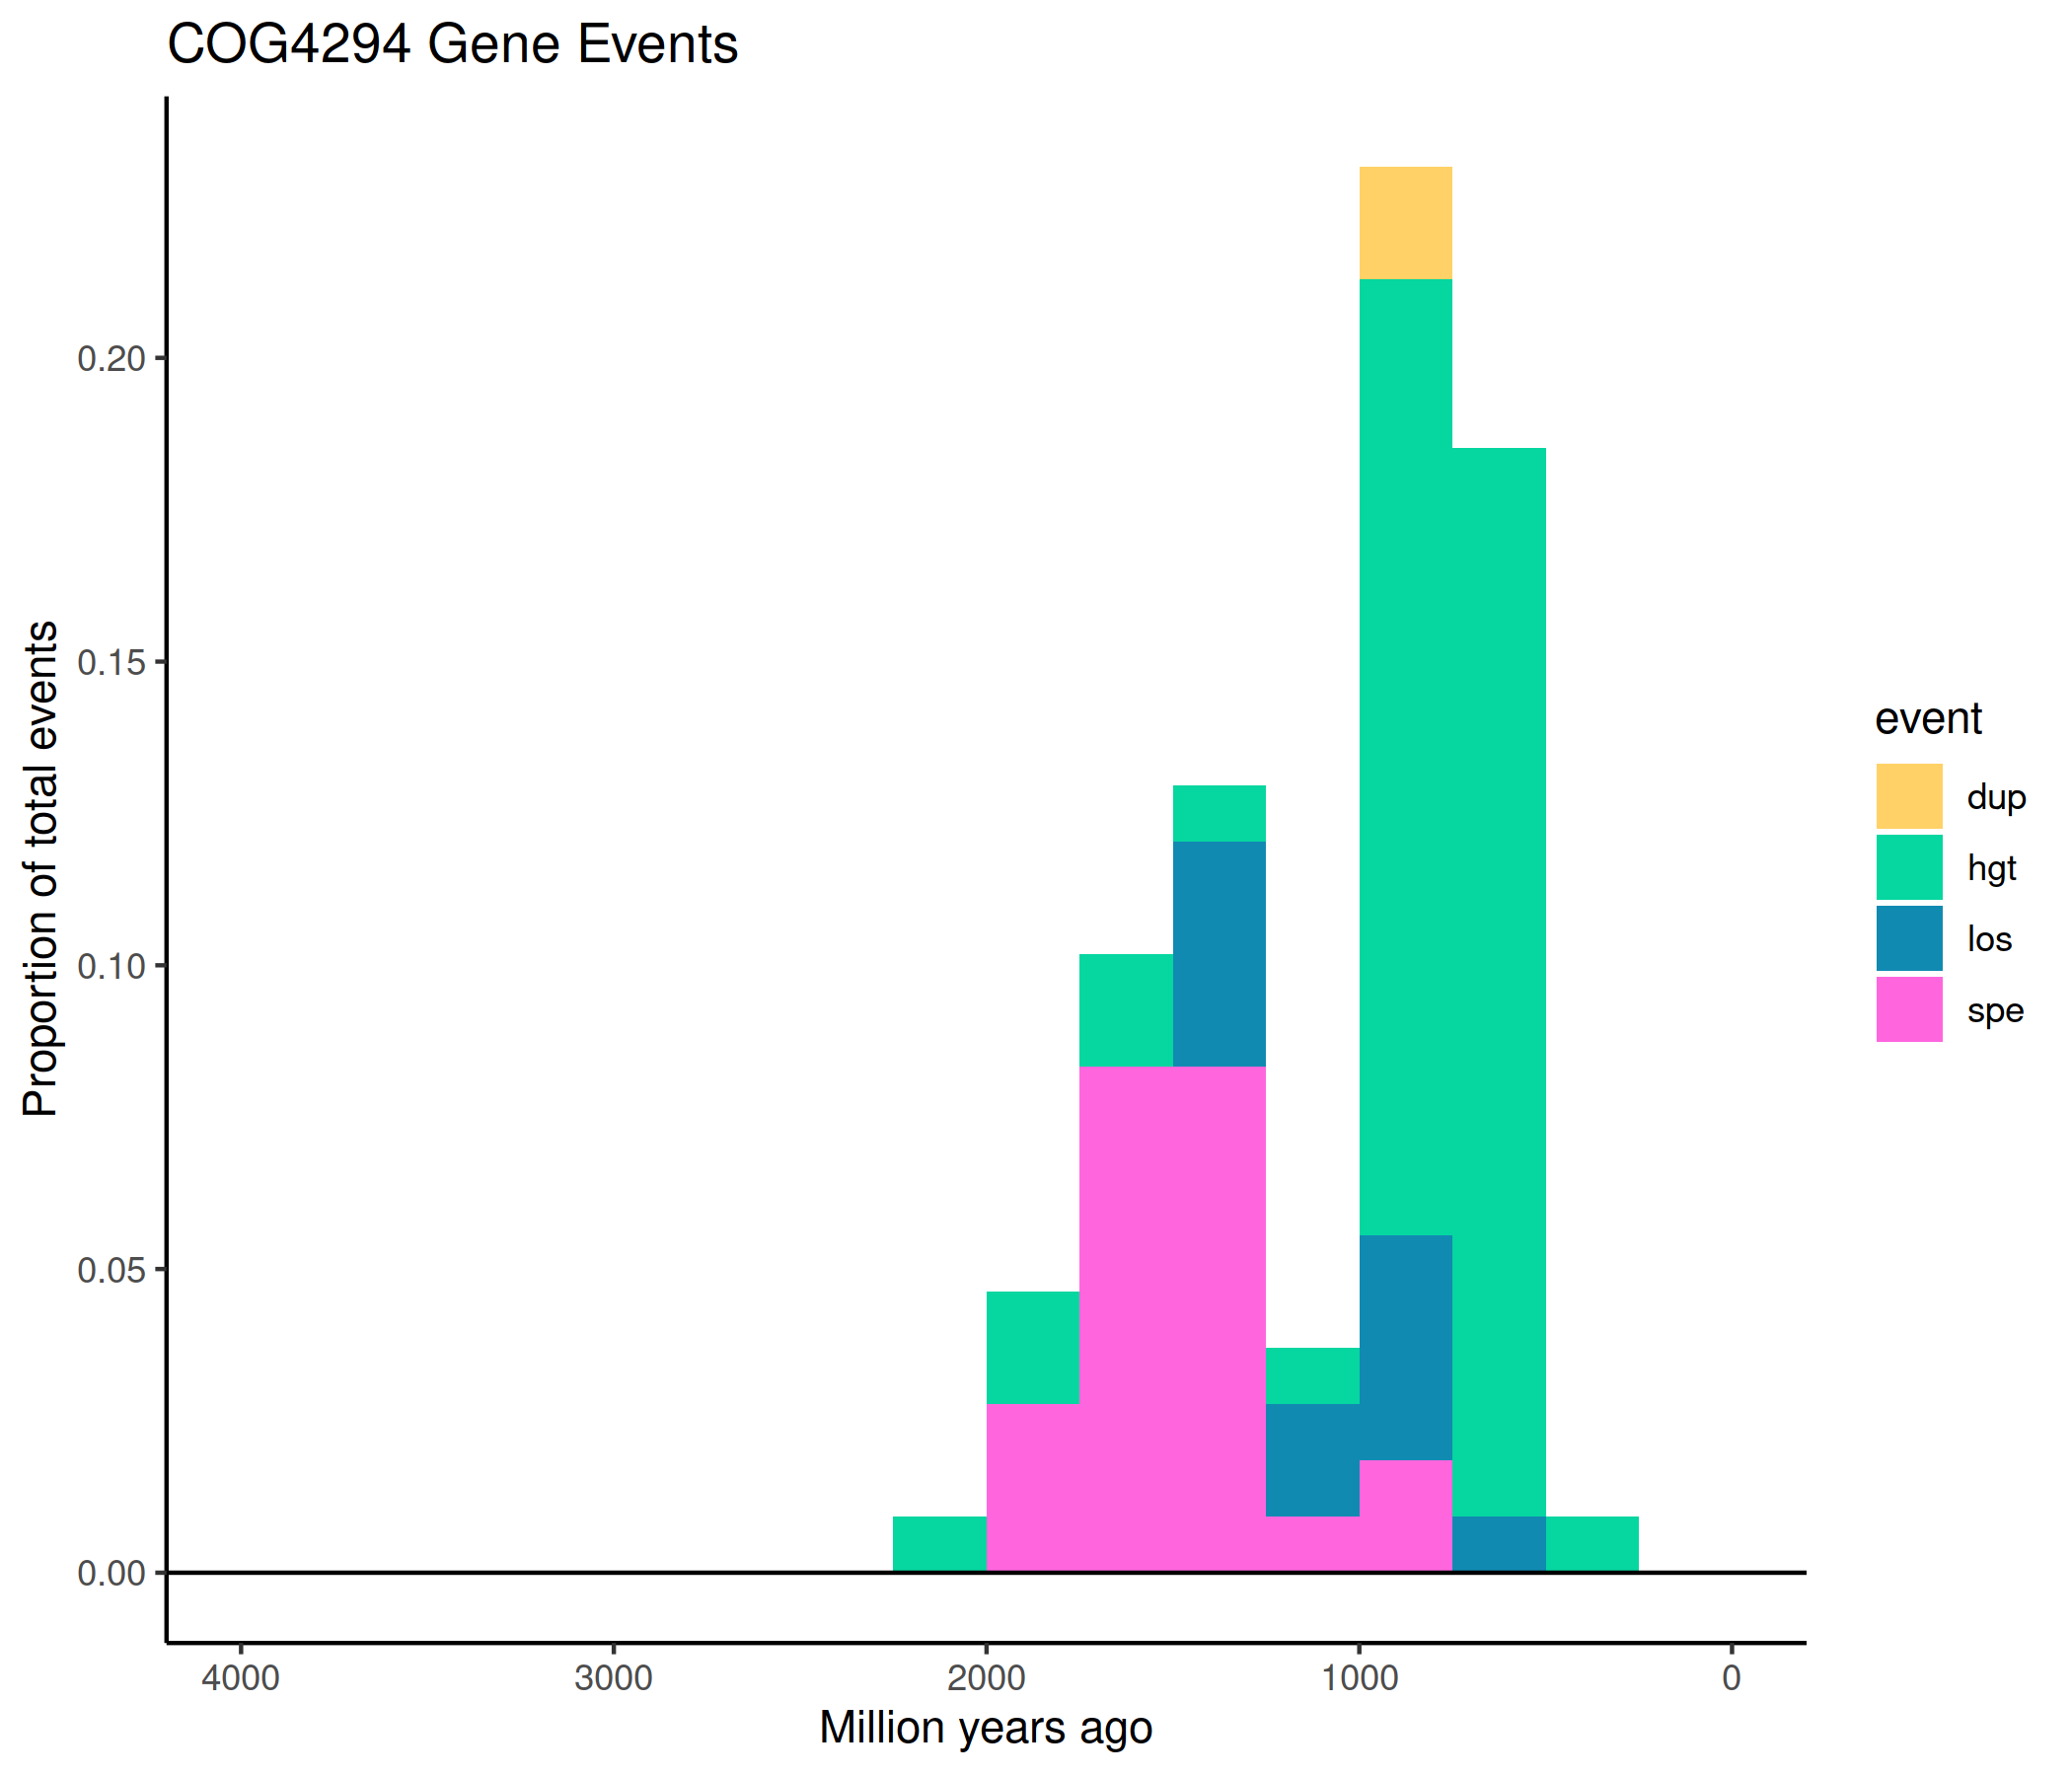 COG4294 Gene Events
Proportion of total events
0.20
0.15
0.10
0.05
0.00
4000 3000 2000 1000 0
Million years ago
event
dup
hgt
los
spe